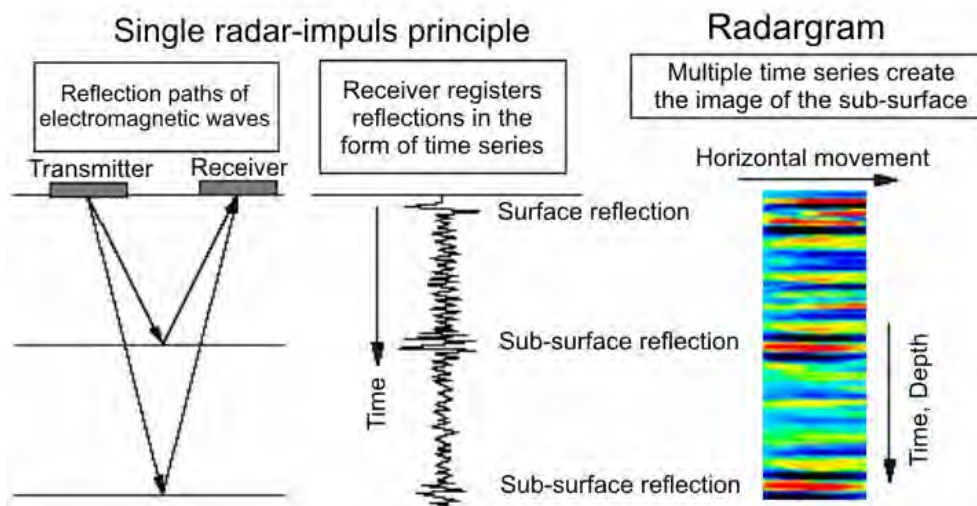 Single radar-impuls principle
Reflection paths of
electromagnetic waves
Transmitter
Receiver
Receiver registers
reflections in the
form of time series
Time
Surface reflection
Sub-surface reflection
Sub-surface reflection
Radargram
Multiple time series create
the image of the sub-surface
Horizontal movement
Time, Depth